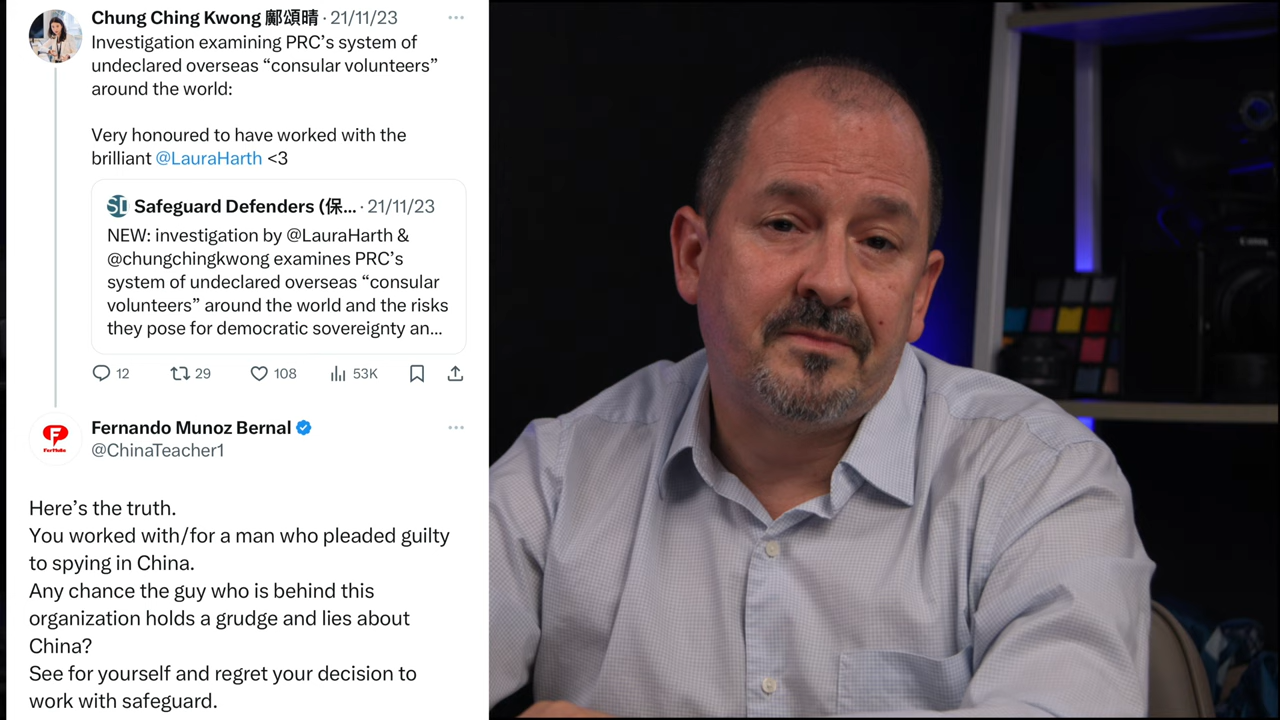 Chung Ching Kwong 鄺頌晴 · 21/11/23
Investigation examining PRC’s system of
undeclared overseas “consular volunteers”
around the world:
Very honoured to have worked with the
brilliant @LauraHarth <3
SD Safeguard Defenders (保... · 21/11/23
NEW: investigation by @LauraHarth &
@chungchingkwong examines PRC’s
system of undeclared overseas “consular
volunteers” around the world and the risks
they pose for democratic sovereignty an...
12 29 108 53K
Fernando Munoz Bernal
@ChinaTeacher1
F
FerMuBe
Here’s the truth.
You worked with/for a man who pleaded guilty
to spying in China.
Any chance the guy who is behind this
organization holds a grudge and lies about
China?
See for yourself and regret your decision to
work with safeguard.
Canon